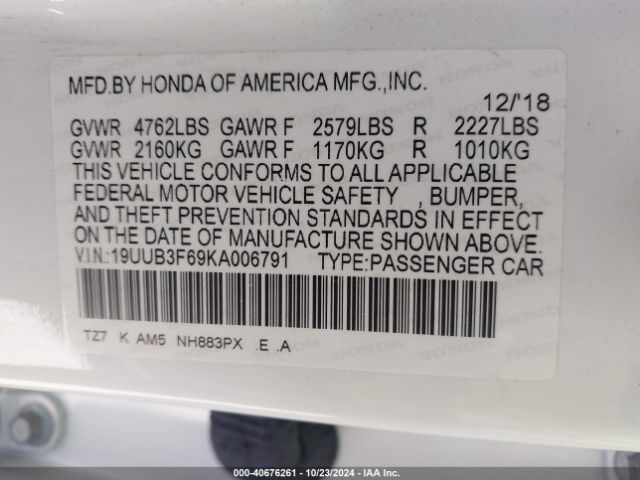 MFD.BY HONDA OF AMERICA MFG.,INC.
12/'18
GVWR 4762LBS GAWR F 2579LBS R 2227LBS
GVWR 2160KG GAWR F 1170KG R 1010KG
THIS VEHICLE CONFORMS TO ALL APPLICABLE
FEDERAL MOTOR VEHICLE SAFETY , BUMPER,
AND THEFT PREVENTION STANDARDS IN EFFECT
ON THE DATE OF MANUFACTURE SHOWN ABOVE.
V.I.N.:19UUB3F69KA006791 TYPE:PASSENGER CAR
TZ7 K AM5 NH883PX .E .A
©WWW - 40676261 - 10/23/2024 - IAA Inc.